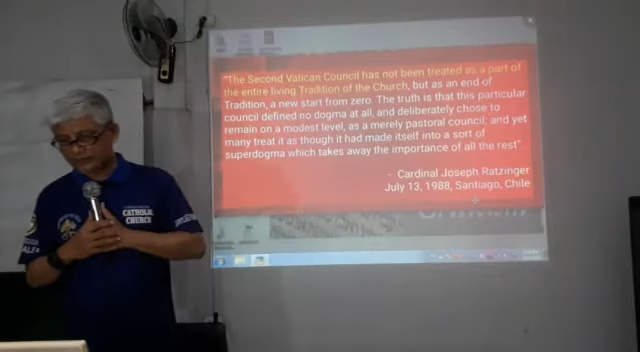 "The Second Vatican Council has not been treated as a part of
the entire living Tradition of the Church, but as an end of
Tradition, a new start from zero. The truth is that this particular
council defined no dogma at all, and deliberately chose to
remain on a modest level, as a merely pastoral council; and yet
many treat it as though it had made itself into a sort of
superdogma which takes away the importance of all the rest"
- Cardinal Joseph Ratzinger
July 13, 1988, Santiago, Chile
CATHOLIC
CHURCH